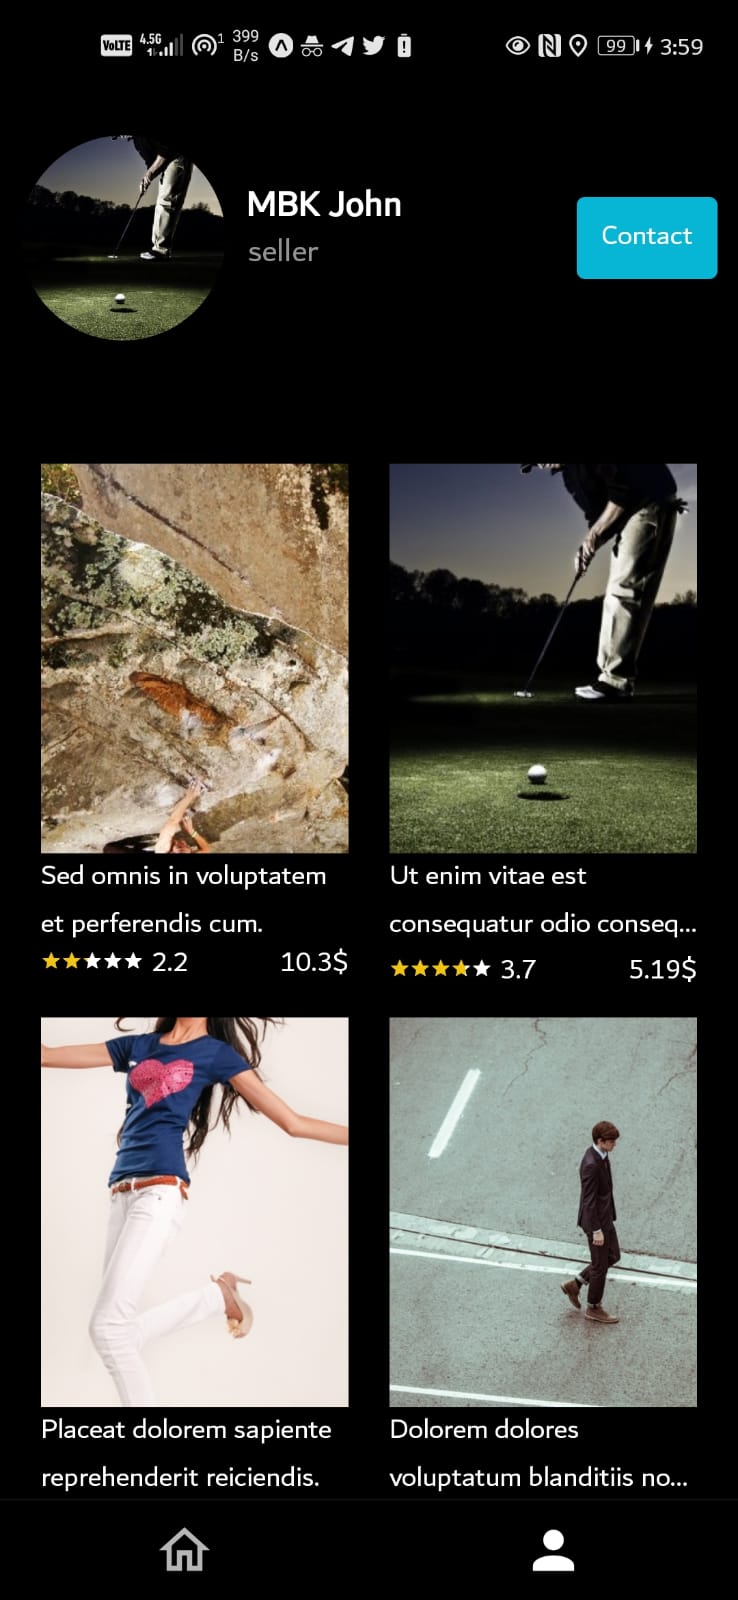 VoLTE 4.5G 1 399 B/s 99 3:59
MBK John
seller
Contact
Sed omnis in voluptatem
et perferendis cum.
2.2 10.3$
Ut enim vitae est
consequatur odio conseq...
3.7 5.19$
Placeat dolorem sapiente
reprehenderit reiciendis.
Dolorem dolores
voluptatum blanditiis no...